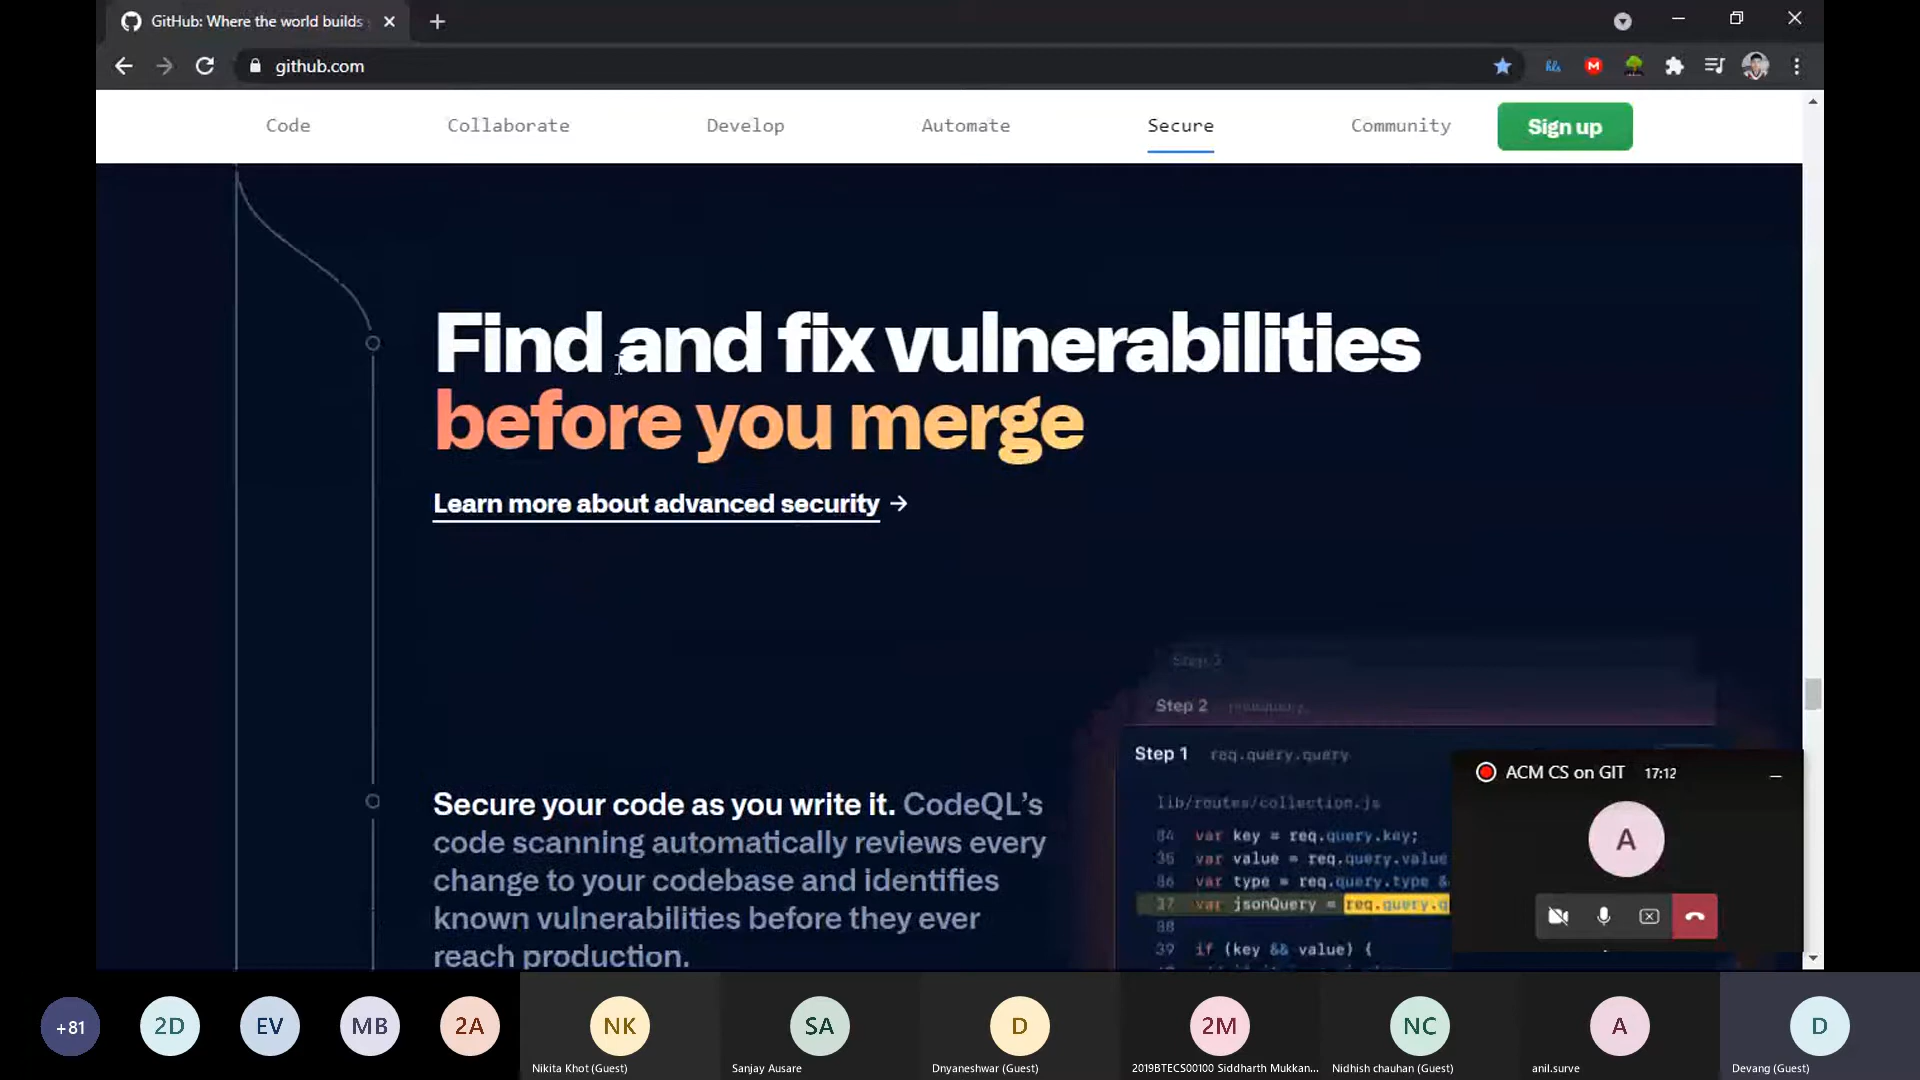 GitHub: Where the world builds
github.com
Code
Collaborate
Develop
Automate
Secure
Community
Sign up
Find and fix vulnerabilities
before you merge
Learn more about advanced security →
Step 3
Step 2
Step 1 req.query.query
lib/routes/collection.js
var key = req.query.key;
var value = req.query.value
var type = req.query.type &
var jsonQuery = req.query.q
88
if (key && value) {
Secure your code as you write it. CodeQL's
code scanning automatically reviews every
change to your codebase and identifies
known vulnerabilities before they ever
reach production.
ACM CS on GIT 17:12
A
+81
2D
EV
MB
2A
NK
SA
D
2M
NC
A
D
Nikita Khot (Guest)
Sanjay Ausare
Dnyaneshwar (Guest)
2019BTECS00100 Siddharth Mukkan...
Nidhish chauhan (Guest)
anil.surve
Devang (Guest)